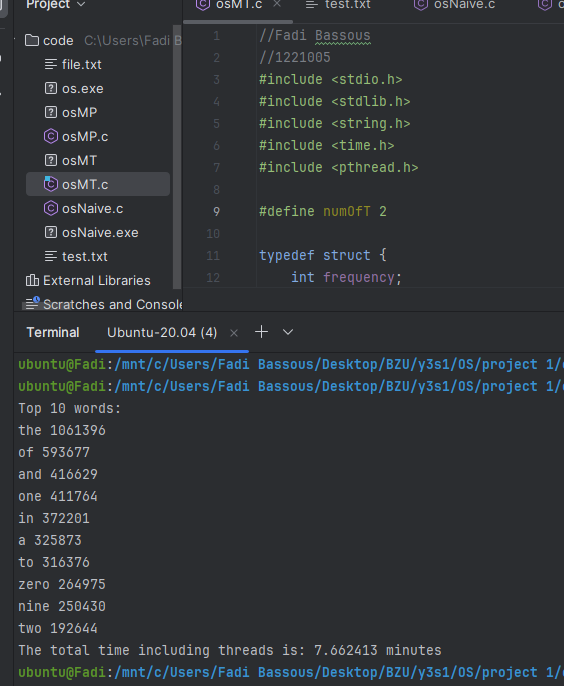 Project
code C:\Users\Fadi B
file.txt
os.exe
osMP
osMP.c
osMT
osMT.c
osNaive.c
osNaive.exe
test.txt
External Libraries
Scratches and Console
osMT.c test.txt osNaive.c
1 //Fadi Bassous
2 //1221005
3 #include <stdio.h>
4 #include <stdlib.h>
5 #include <string.h>
6 #include <time.h>
7 #include <pthread.h>
8
9 #define numOfT 2
10
11 typedef struct {
12 int frequency;
Terminal Ubuntu-20.04 (4)
ubuntu@Fadi:/mnt/c/Users/Fadi Bassous/Desktop/BZU/y3s1/OS/project 1/
ubuntu@Fadi:/mnt/c/Users/Fadi Bassous/Desktop/BZU/y3s1/OS/project 1/
Top 10 words:
the 1061396
of 593677
and 416629
one 411764
in 372201
a 325873
to 316376
zero 264975
nine 250430
two 192644
The total time including threads is: 7.662413 minutes
ubuntu@Fadi:/mnt/c/Users/Fadi Bassous/Desktop/BZU/y3s1/OS/project 1/